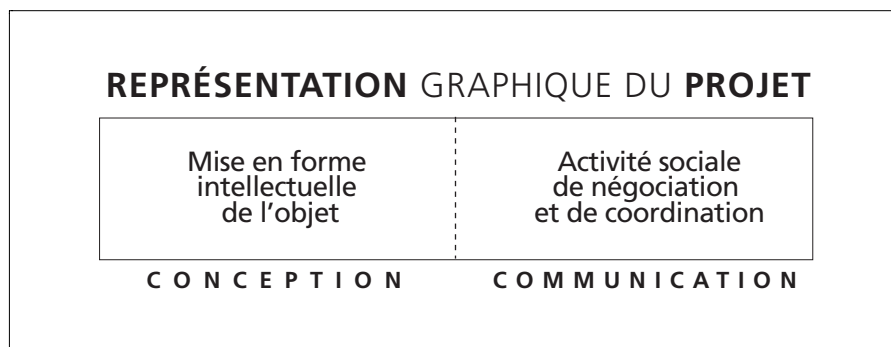 REPRÉSENTATION GRAPHIQUE DU PROJET
Mise en forme
intellectuelle
de l’objet
Activité sociale
de négociation
et de coordination
CONCEPTION
COMMUNICATION